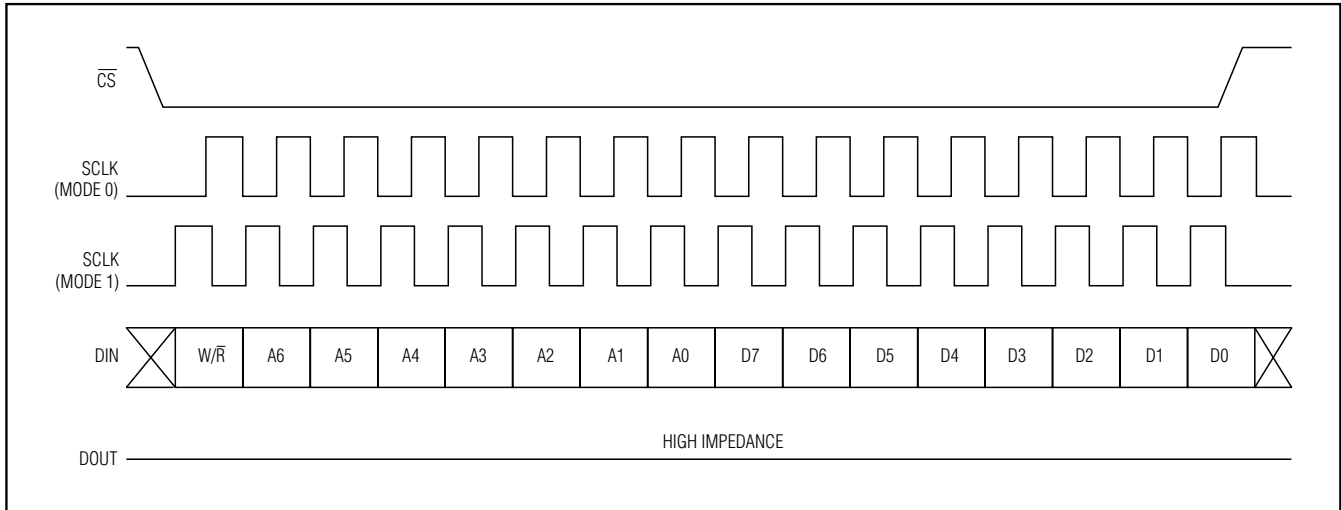 C̅S̅
SCLK
(MODE 0)
SCLK
(MODE 1)
DIN W/R̅ A6 A5 A4 A3 A2 A1 A0 D7 D6 D5 D4 D3 D2 D1 D0
HIGH IMPEDANCE
DOUT